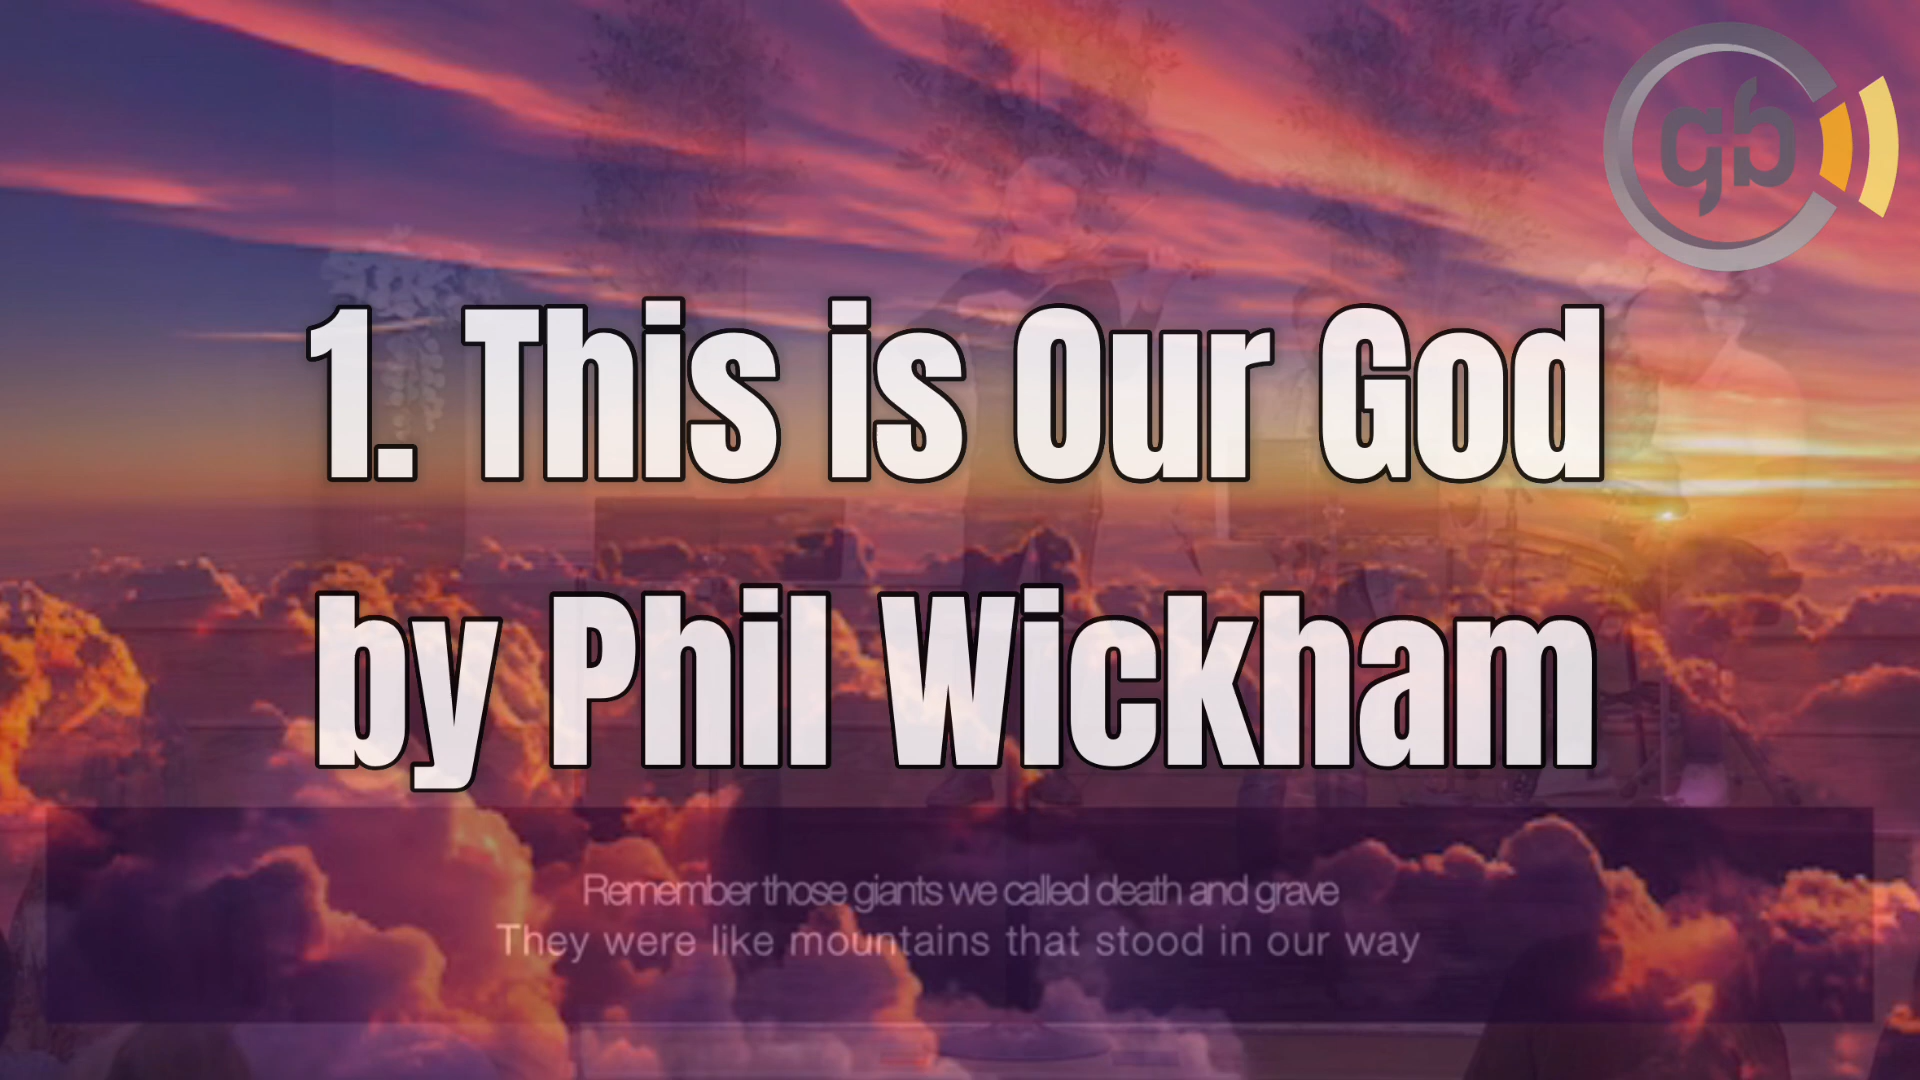 gb
1. This is Our God
by Phil Wickham
Remember those giants we called death and grave
They were like mountains that stood in our way